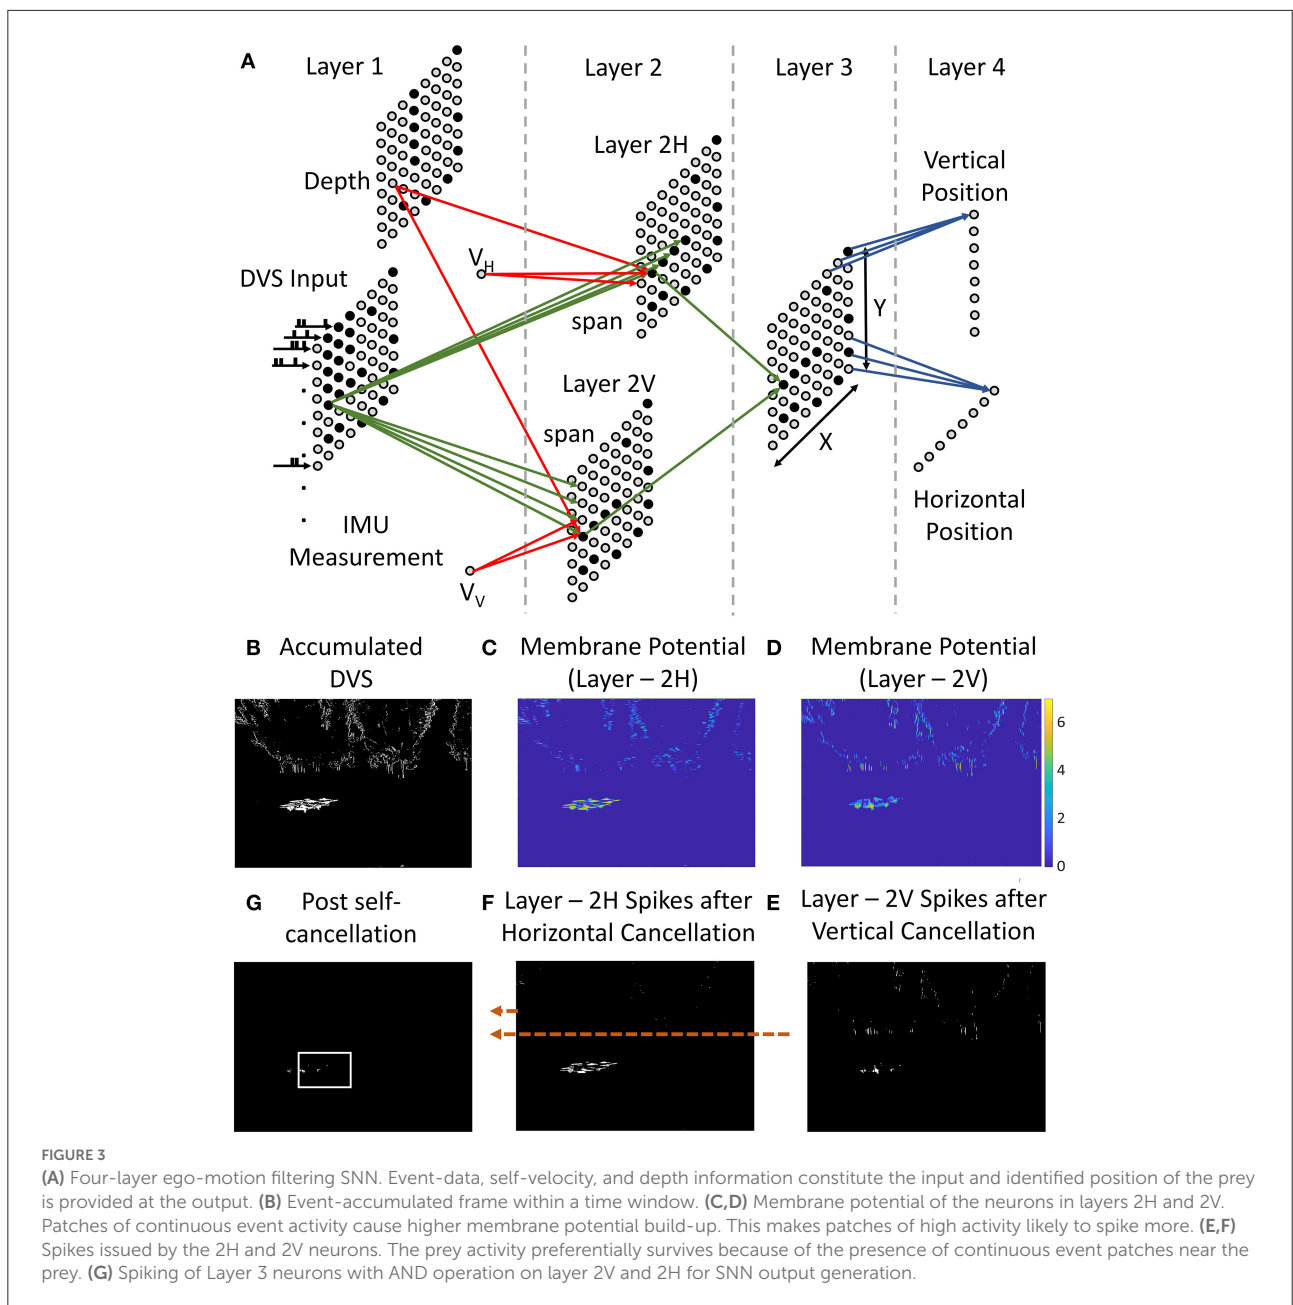 A
Layer 1
Layer 2
Layer 3
Layer 4
Layer 2H
Vertical
Position
Depth
V_H
DVS Input
span
Y
Layer 2V
span
X
IMU
Measurement
Horizontal
Position
V_V
B Accumulated
DVS
C Membrane Potential
(Layer – 2H)
D Membrane Potential
(Layer – 2V)
6
4
2
0
G Post self-
cancellation
F Layer – 2H Spikes after
Horizontal Cancellation
E Layer – 2V Spikes after
Vertical Cancellation
FIGURE 3
(A) Four-layer ego-motion filtering SNN. Event-data, self-velocity, and depth information constitute the input and identified position of the prey
is provided at the output. (B) Event-accumulated frame within a time window. (C,D) Membrane potential of the neurons in layers 2H and 2V.
Patches of continuous event activity cause higher membrane potential build-up. This makes patches of high activity likely to spike more. (E,F)
Spikes issued by the 2H and 2V neurons. The prey activity preferentially survives because of the presence of continuous event patches near the
prey. (G) Spiking of Layer 3 neurons with AND operation on layer 2V and 2H for SNN output generation.